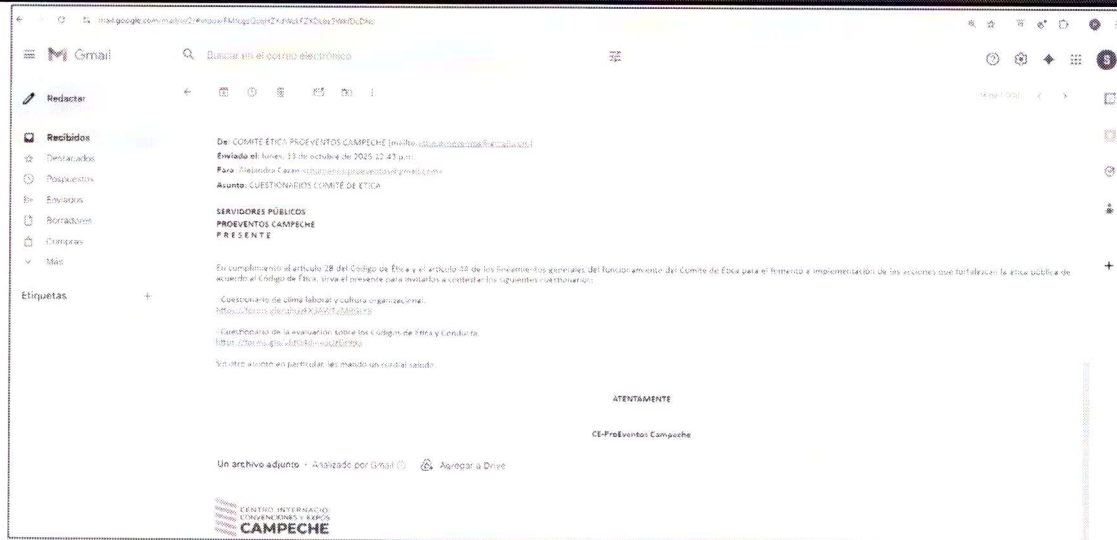 Gmail
Buscar en el correo electrónico
Redactar
Recibidos
Destacados
Pospuestos
Enviados
Borradores
Compras
Más
Etiquetas
De: COMITÉ ÉTICA PROEVENTOS CAMPECHE [mailto:
Enviado el: lunes, 13 de octubre de 2025 12:43 p.m.
Para: Alejandra
Asunto: CUESTIONARIOS COMITÉ DE ÉTICA
SERVIDORES PÚBLICOS
PROEVENTOS CAMPECHE
P R E S E N T E
En cumplimiento al artículo 28 del Código de Ética y el artículo 44 de los lineamientos generales del funcionamiento del Comité de Ética para el fomento e implementación de las acciones que fortalezcan la ética pública de
acuerdo al Código de Ética, sirva el presente para invitarlos a contestar los siguientes cuestionarios:
- Cuestionario de clima laboral y cultura organizacional.
- Cuestionario de la evaluación sobre los Códigos de Ética y Conducta.
Sin otro asunto en particular, les mando un cordial saludo
ATENTAMENTE
CE-ProEventos Campeche
Un archivo adjunto • Analizado por Gmail
Agregar a Drive
CENTRO INTERNACIO
CONVENCIONES Y EXPOS
CAMPECHE